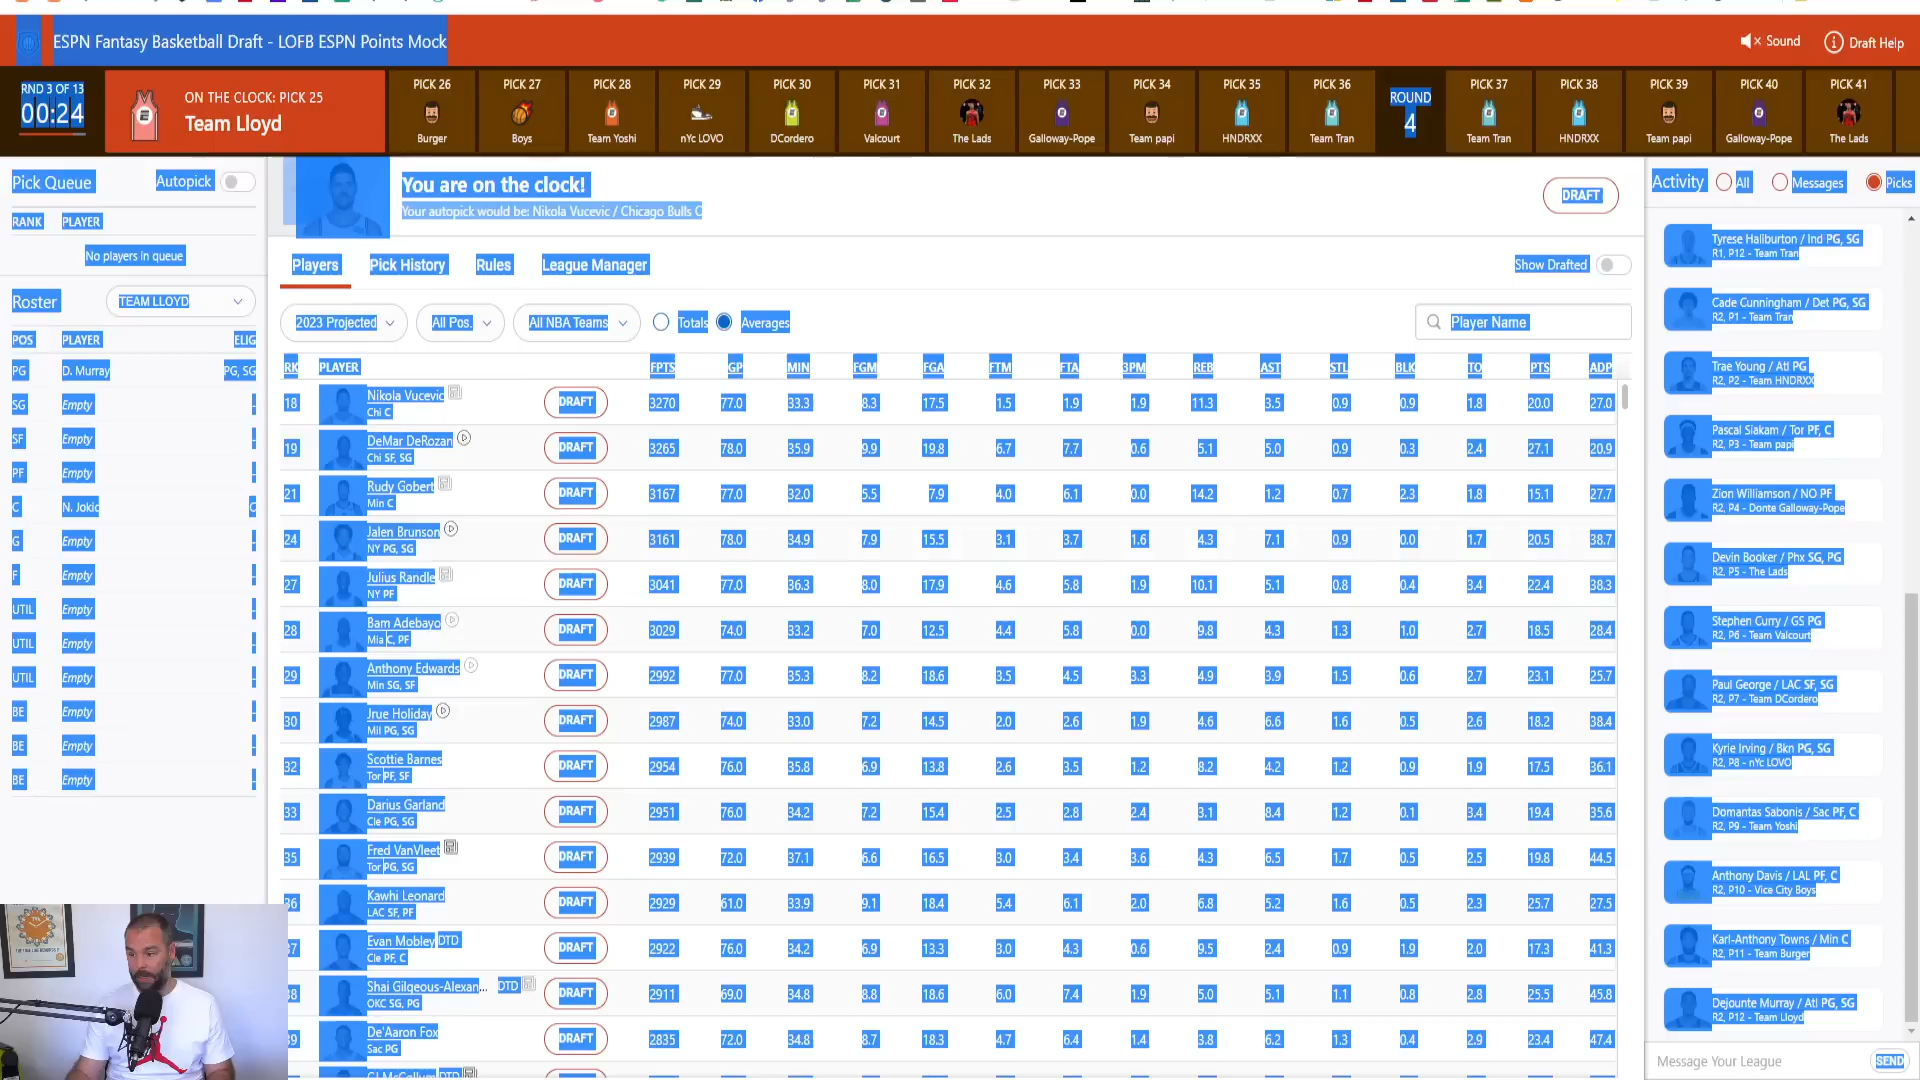 ESPN Fantasy Basketball Draft - LOFB ESPN Points Mock
Sound
Draft Help
RND 3 OF 13
00:24
ON THE CLOCK: PICK 25
Team Lloyd
PICK 26
Burger
PICK 27
Boys
PICK 28
Team Yoshi
PICK 29
nYc LOVO
PICK 30
DCordero
PICK 31
Valcourt
PICK 32
The Lads
PICK 33
Galloway-Pope
PICK 34
Team papi
PICK 35
HNDRXX
PICK 36
Team Tran
ROUND
4
PICK 37
Team Tran
PICK 38
HNDRXX
PICK 39
Team papi
PICK 40
Galloway-Pope
PICK 41
The Lads
Pick Queue
Autopick
RANK PLAYER
No players in queue
Roster
TEAM LLOYD
POS PLAYER ELIG
PG D. Murray PG, SG
SG Empty -
SF Empty -
PF Empty -
C N. Jokic C
G Empty -
F Empty -
UTIL Empty -
UTIL Empty -
UTIL Empty -
BE Empty -
BE Empty -
BE Empty -
You are on the clock!
Your autopick would be: Nikola Vucevic / Chicago Bulls C
DRAFT
Players Pick History Rules League Manager
Show Drafted
2023 Projected All Pos. All NBA Teams Totals Averages
Player Name
RK PLAYER FPTS GP MIN FGM FGA FTM FTA 3PM REB AST STL BLK TO PTS ADP
18 Nikola Vucevic DRAFT 3270 77.0 33.3 8.3 17.5 1.5 1.9 1.9 11.3 3.5 0.9 0.9 1.8 20.0 27.0
Chi C
19 DeMar DeRozan DRAFT 3265 78.0 35.9 9.9 19.8 6.7 7.7 0.6 5.1 5.0 0.9 0.3 2.4 27.1 20.9
Chi SF, SG
21 Rudy Gobert DRAFT 3167 77.0 32.0 5.5 7.9 4.0 6.1 0.0 14.2 1.2 0.7 2.3 1.8 15.1 27.7
Min C
24 Jalen Brunson DRAFT 3161 78.0 34.9 7.9 15.5 3.1 3.7 1.6 4.3 7.1 0.9 0.0 1.7 20.5 38.7
NY PG, SG
27 Julius Randle DRAFT 3041 77.0 36.3 8.0 17.9 4.6 5.8 1.9 10.1 5.1 0.8 0.4 3.4 22.4 38.3
NY PF
28 Bam Adebayo DRAFT 3029 74.0 33.2 7.0 12.5 4.4 5.8 0.0 9.8 4.3 1.3 1.0 2.7 18.5 28.4
Mia C, PF
29 Anthony Edwards DRAFT 2992 77.0 35.3 8.2 18.6 3.5 4.5 3.3 4.9 3.9 1.5 0.6 2.7 23.1 25.7
Min SG, SF
30 Jrue Holiday DRAFT 2987 74.0 33.0 7.2 14.5 2.0 2.6 1.9 4.6 6.6 1.6 0.5 2.6 18.2 38.4
Mil PG, SG
32 Scottie Barnes DRAFT 2954 76.0 35.8 6.9 13.8 2.6 3.5 1.2 8.2 4.2 1.2 0.9 1.9 17.5 36.1
Tor PF, SF
33 Darius Garland DRAFT 2951 76.0 34.2 7.2 15.4 2.5 2.8 2.4 3.1 8.4 1.2 0.1 3.4 19.4 35.6
Cle PG, SG
35 Fred VanVleet DRAFT 2939 72.0 37.1 6.6 16.5 3.0 3.4 3.6 4.3 6.5 1.7 0.5 2.5 19.8 44.5
Tor PG, SG
36 Kawhi Leonard DRAFT 2929 61.0 33.9 9.1 18.4 5.4 6.1 2.0 6.8 5.2 1.6 0.5 2.3 25.7 27.5
LAC SF, PF
37 Evan Mobley DTD DRAFT 2922 76.0 34.2 6.9 13.3 3.0 4.3 0.6 9.5 2.4 0.9 1.9 2.0 17.3 41.3
Cle PF, C
38 Shai Gilgeous-Alexan... DTD DRAFT 2911 69.0 34.8 8.8 18.6 6.0 7.4 1.9 5.0 5.1 1.1 0.8 2.8 25.5 45.8
OKC SG, PG
39 De'Aaron Fox DRAFT 2835 72.0 34.8 8.7 18.3 4.7 6.4 1.4 3.8 6.2 1.3 0.4 2.9 23.4 47.4
Sac PG
CJ McCollum DTD
Activity All Messages Picks
Tyrese Haliburton / Ind PG, SG
R1, P12 - Team Tran
Cade Cunningham / Det PG, SG
R2, P1 - Team Tran
Trae Young / Atl PG
R2, P2 - Team HNDRXX
Pascal Siakam / Tor PF, C
R2, P3 - Team papi
Zion Williamson / NO PF
R2, P4 - Donte Galloway-Pope
Devin Booker / Phx SG, PG
R2, P5 - The Lads
Stephen Curry / GS PG
R2, P6 - Team Valcourt
Paul George / LAC SF, SG
R2, P7 - Team DCordero
Kyrie Irving / Bkn PG, SG
R2, P8 - nYc LOVO
Domantas Sabonis / Sac PF, C
R2, P9 - Team Yoshi
Anthony Davis / LAL PF, C
R2, P10 - Vice City Boys
Karl-Anthony Towns / Min C
R2, P11 - Team Burger
Dejounte Murray / Atl PG, SG
R2, P12 - Team Lloyd
Message Your League
SEND